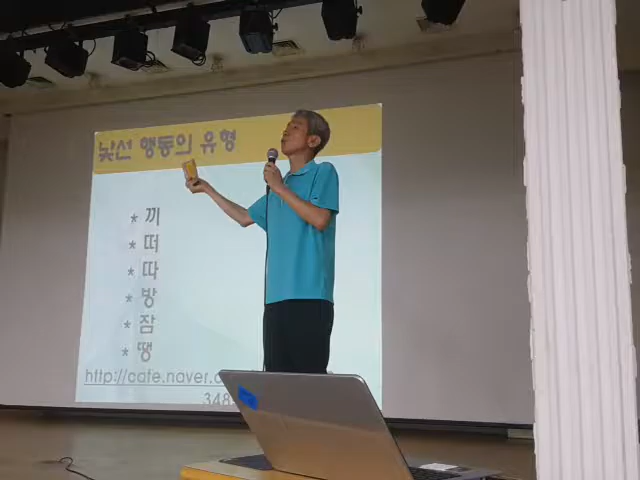 낯선 행동의 유형
* 끼
* 떠
* 따
* 방
* 잠
* 땡
http://cafe.naver.c
348